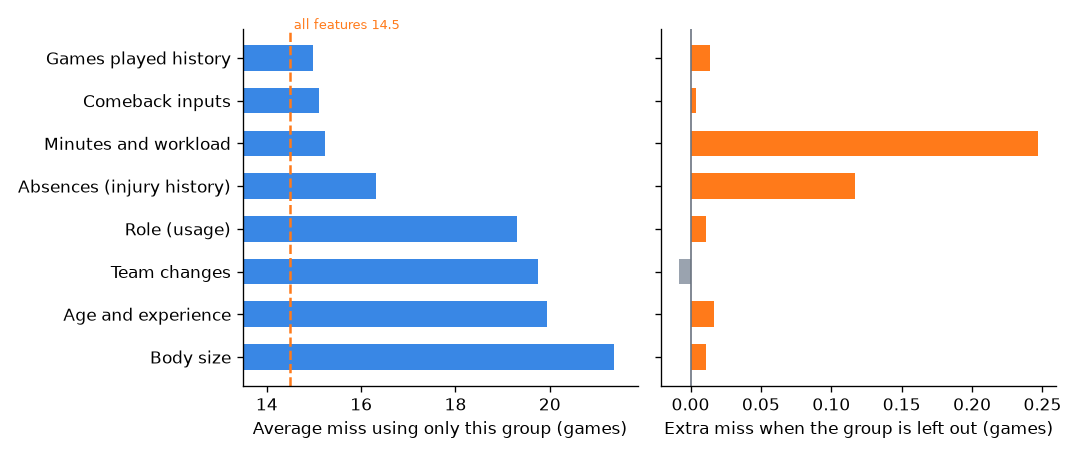 all features 14.5
Games played history
Comeback inputs
Minutes and workload
Absences (injury history)
Role (usage)
Team changes
Age and experience
Body size
14 16 18 20
Average miss using only this group (games)
0.00 0.05 0.10 0.15 0.20 0.25
Extra miss when the group is left out (games)